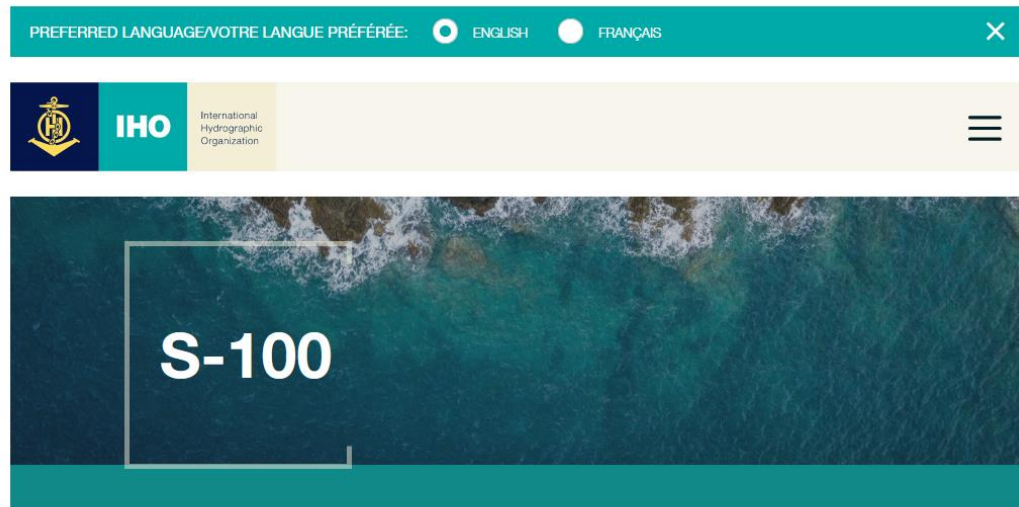 PREFERRED LANGUAGE/VOTRE LANGUE PRÉFÉRÉE: ENGLISH FRANÇAIS
IHO
International
Hydrographic
Organization
S-100